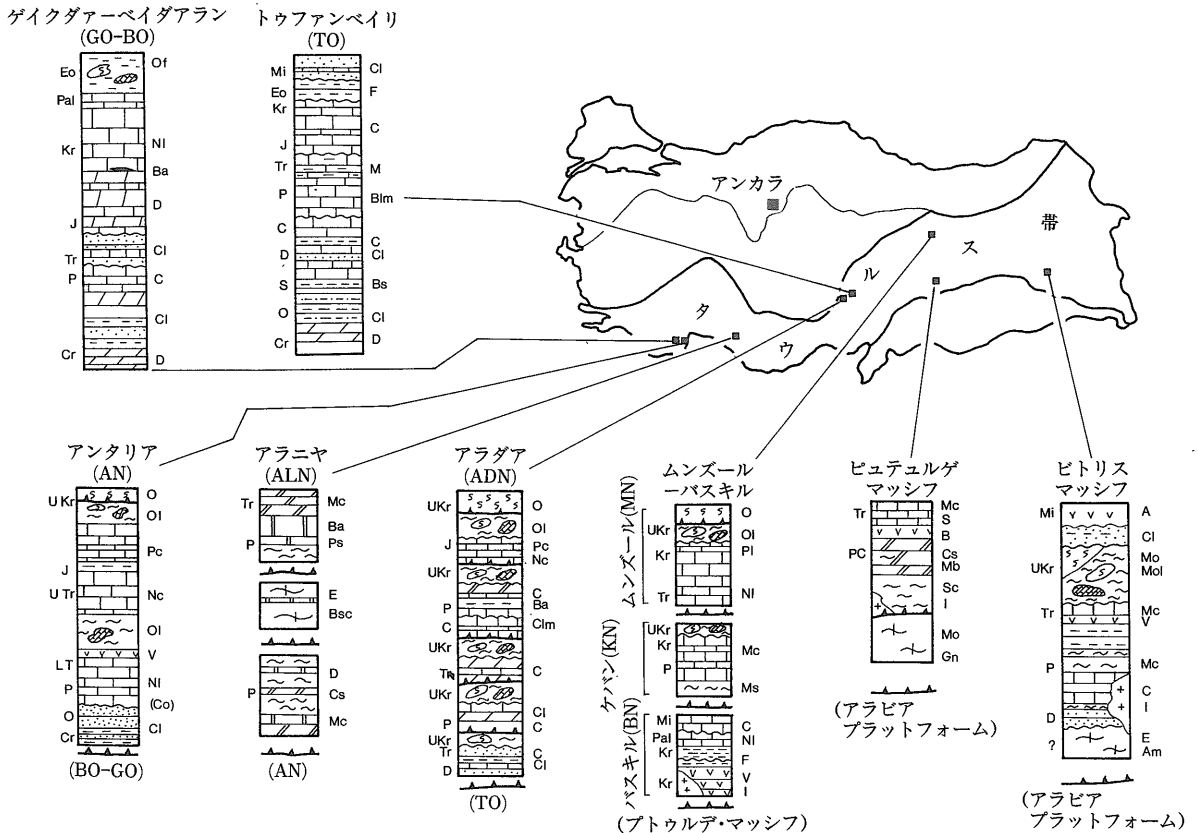 ゲイクダァーベイダアラン
(GO-BO)
Eo
Pal
Kr
J
Tr
P
Cr
Of
Nl
Ba
D
Cl
C
Cl
D
トゥファンベイリ
(TO)
Mi
Eo
Kr
J
Tr
P
C
D
S
O
Cr
Cl
F
C
M
Blm
C
Cl
Bs
Cl
D
アンカラ
タ
ウ
ル
ス
帯
アンタリア
(AN)
U Kr
J
U Tr
LT
P
O
Cr
O
Ol
Pc
Nc
Ol
V
Nl
(Co)
Cl
(BO-GO)
アラニヤ
(ALN)
Tr
P
Mc
Ba
Ps
E
Bsc
P
D
Cs
Mc
(AN)
アラダア
(ADN)
UKr
J
UKr
P
C
UKr
Tr
UKr
P
UKr
Tr
D
O
Ol
Pc
Nc
C
Ba
Clm
C
Cl
C
C
Cl
(TO)
ムンズール
ーバスキル
ムンズール(MN)
UKr
Kr
Tr
O
Ol
Pl
Nl
ケバン(KN)
UKr
Kr
P
Mc
Ms
バスキル(BN)
Mi
Pal
Kr
Kr
C
Nl
F
V
I
(プトゥルデ・マッシフ)
ピュテュルゲ
マッシフ
Tr
PC
Mc
S
B
Cs
Mb
Sc
I
Mo
Gn
(アラビア
プラットフォーム)
ビトリス
マッシフ
Mi
UKr
Tr
P
D
?
A
Cl
Mo
Mol
Mc
V
Mc
C
I
E
Am
(アラビア
プラットフォーム)